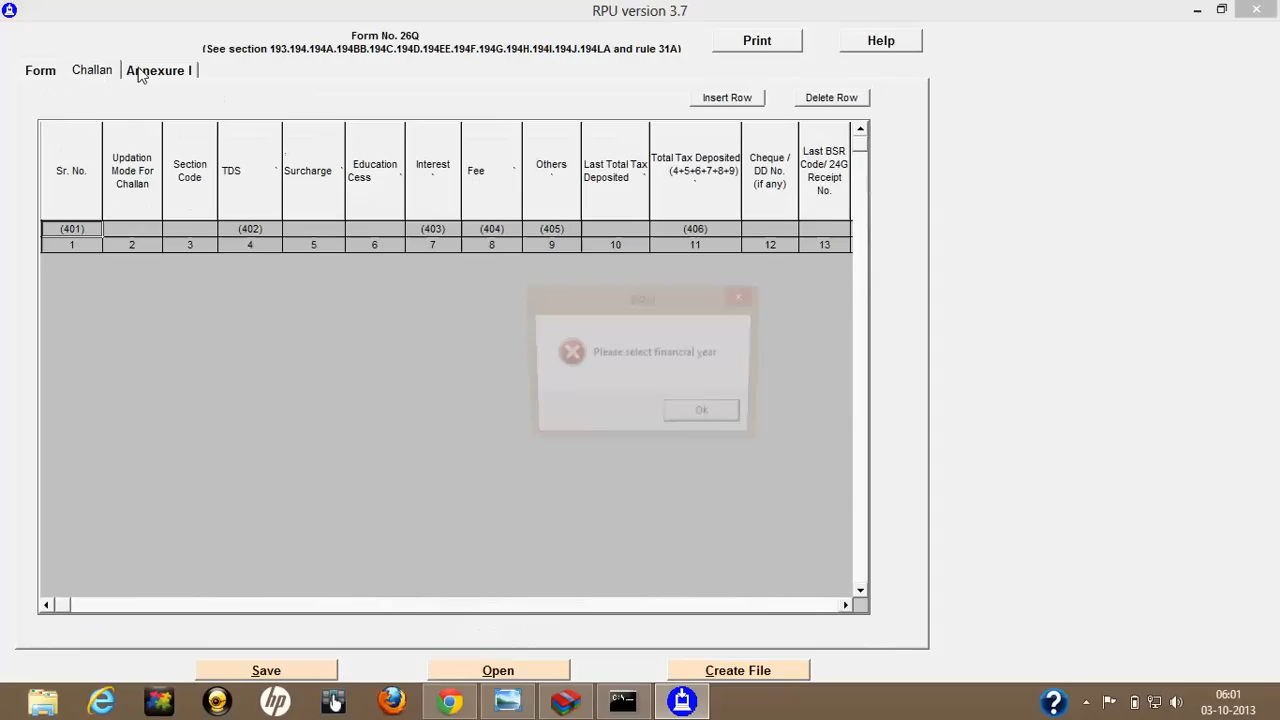 RPU version 3.7
Form No. 26Q
(See section 193.194.194A.194BB.194C.194D.194EE.194F.194G.194H.194I.194J.194LA and rule 31A)
Print
Help
Form
Challan
Annexure I
Insert Row
Delete Row
Sr. No.
Updation
Mode For
Challan
Section
Code
TDS `
Surcharge `
Education
Cess `
Interest
`
Fee `
Others
`
Last Total Tax
Deposited `
Total Tax Deposited
(4+5+6+7+8+9)
`
Cheque /
DD No.
(if any)
Last BSR
Code/ 24G
Receipt
No.
(401) (402) (403) (404) (405) (406)
1 2 3 4 5 6 7 8 9 10 11 12 13
Please select financial year
Ok
Save
Open
Create File
hp
C:\.
?
06:01
03-10-2013